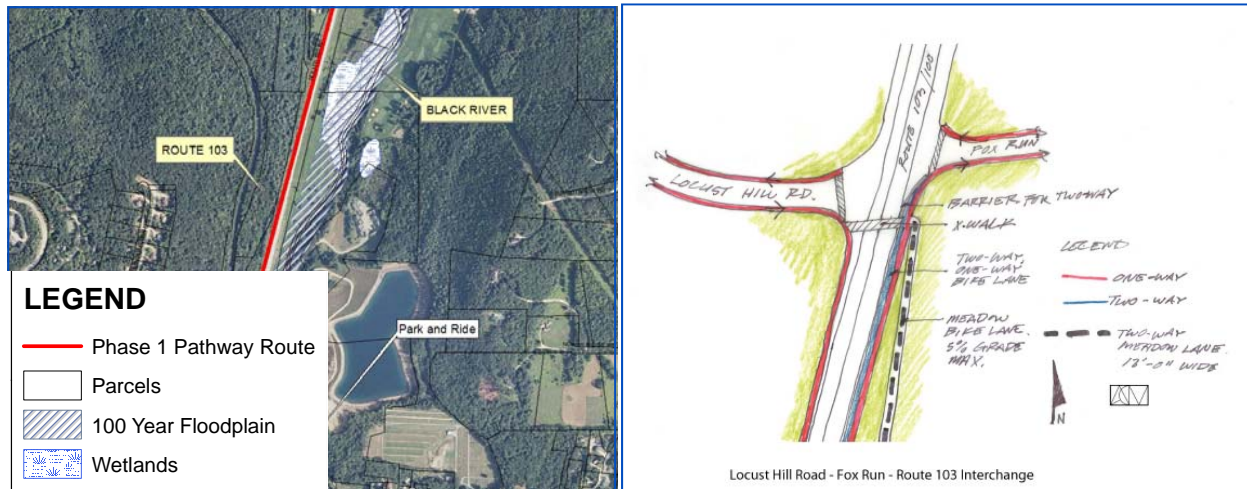 BLACK RIVER
ROUTE 103
Park and Ride
LEGEND
Phase 1 Pathway Route
Parcels
100 Year Floodplain
Wetlands
ROUTE 103/100
FOX RUN
LOCUST HILL RD.
BARRIER FOR TWO-WAY
X-WALK
TWO-WAY,
ONE-WAY
BIKE LANE
MEADOW
BIKE LANE.
5% GRADE
MAX.
LEGEND
ONE-WAY
TWO-WAY
TWO-WAY
MEADOW LANE.
13'-0" WIDE
N
Locust Hill Road - Fox Run - Route 103 Interchange